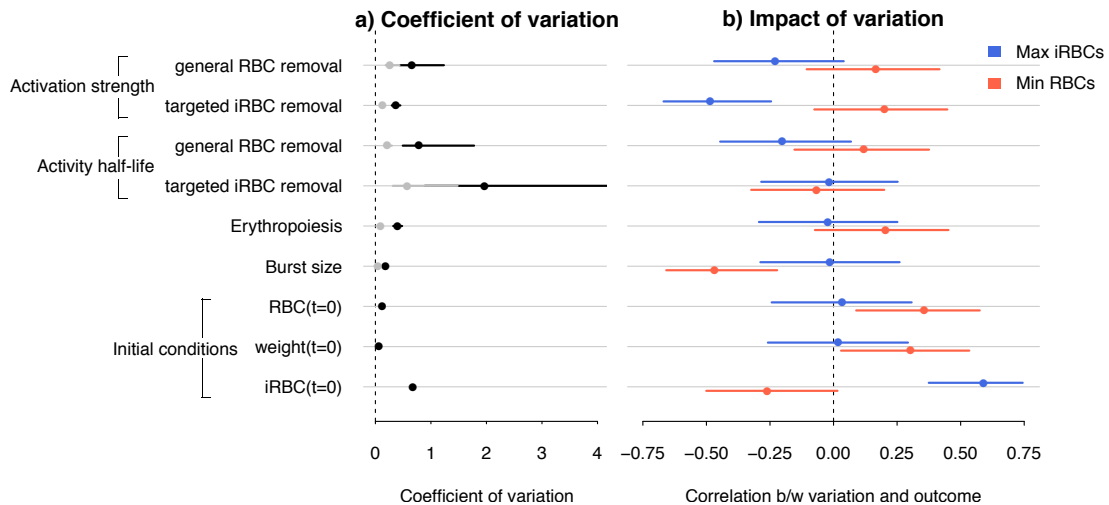 a) Coefficient of variation
b) Impact of variation
Max iRBCs
Min RBCs
Activation strength
general RBC removal
targeted iRBC removal
Activity half-life
general RBC removal
targeted iRBC removal
Erythropoiesis
Burst size
Initial conditions
RBC(t=0)
weight(t=0)
iRBC(t=0)
0 1 2 3 4
−0.75 −0.50 −0.25 0.00 0.25 0.50 0.75
Coefficient of variation
Correlation b/w variation and outcome